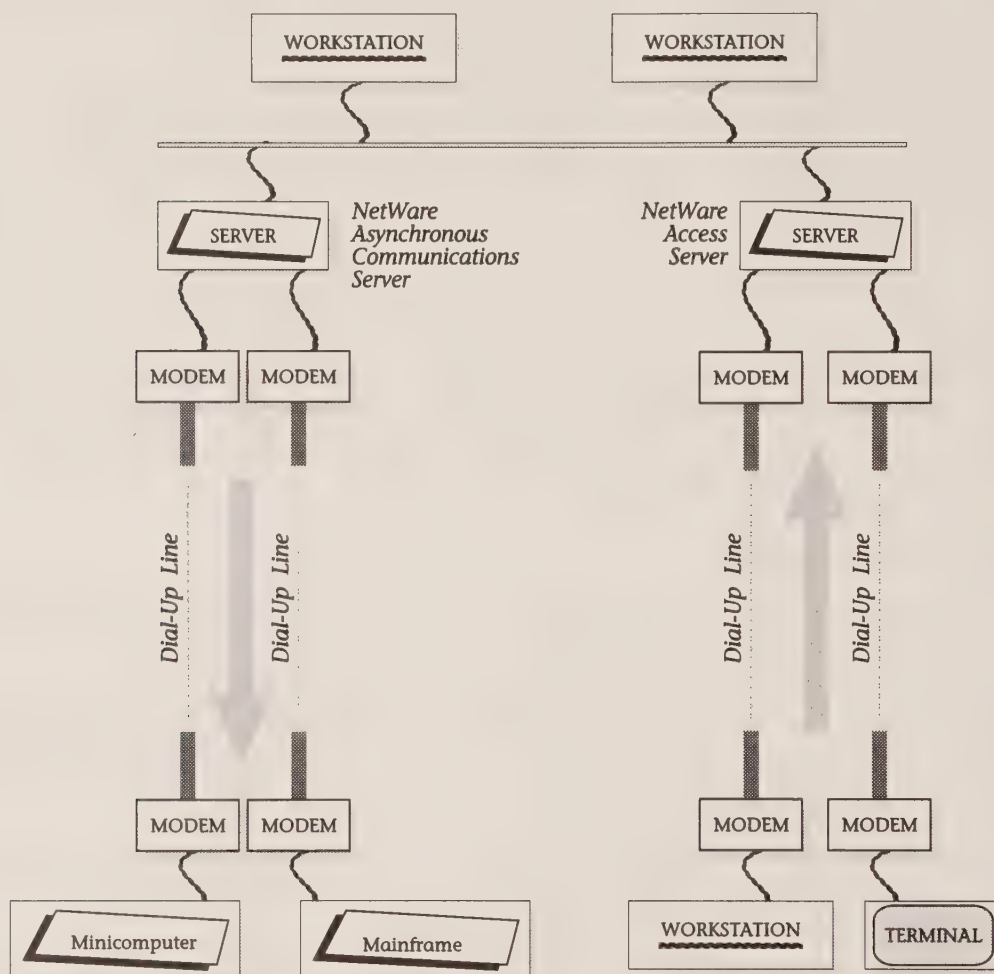 WORKSTATION
WORKSTATION
SERVER
NetWare
Asynchronous
Communications
Server
NetWare
Access
Server
SERVER
MODEM
MODEM
MODEM
MODEM
Dial-Up Line
Dial-Up Line
Dial-Up Line
Dial-Up Line
MODEM
MODEM
MODEM
MODEM
Minicomputer
Mainframe
WORKSTATION
TERMINAL